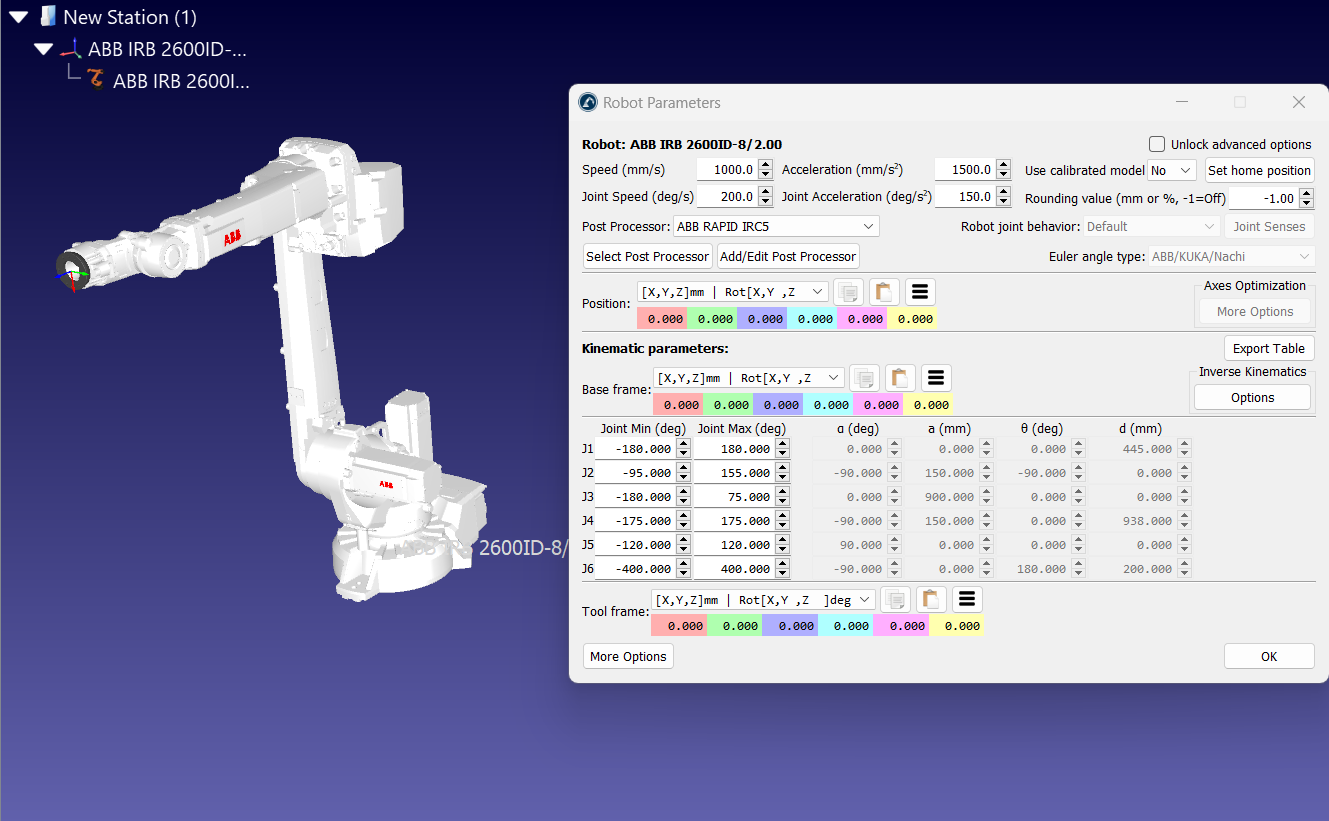 New Station (1)
ABB IRB 2600ID-...
ABB IRB 2600I...
ABB
ABB
2600ID-8/
Robot Parameters
Robot: ABB IRB 2600ID-8/2.00
Unlock advanced options
Speed (mm/s) 1000.0 Acceleration (mm/s²) 1500.0 Use calibrated model No Set home position
Joint Speed (deg/s) 200.0 Joint Acceleration (deg/s²) 150.0 Rounding value (mm or %, -1=Off) -1.00
Post Processor: ABB RAPID IRC5 Robot joint behavior: Default Joint Senses
Select Post Processor Add/Edit Post Processor Euler angle type: ABB/KUKA/Nachi
Position: [X,Y,Z]mm | Rot[X,Y ,Z
0.000 0.000 0.000 0.000 0.000 0.000
Axes Optimization
More Options
Kinematic parameters:
Export Table
Base frame: [X,Y,Z]mm | Rot[X,Y ,Z
0.000 0.000 0.000 0.000 0.000 0.000
Inverse Kinematics
Options
Joint Min (deg) Joint Max (deg) α (deg) a (mm) θ (deg) d (mm)
J1 -180.000 180.000 0.000 0.000 0.000 445.000
J2 -95.000 155.000 -90.000 150.000 -90.000 0.000
J3 -180.000 75.000 0.000 900.000 0.000 0.000
J4 -175.000 175.000 -90.000 150.000 0.000 938.000
J5 -120.000 120.000 90.000 0.000 0.000 0.000
J6 -400.000 400.000 -90.000 0.000 180.000 200.000
Tool frame: [X,Y,Z]mm | Rot[X,Y ,Z ]deg
0.000 0.000 0.000 0.000 0.000 0.000
More Options
OK